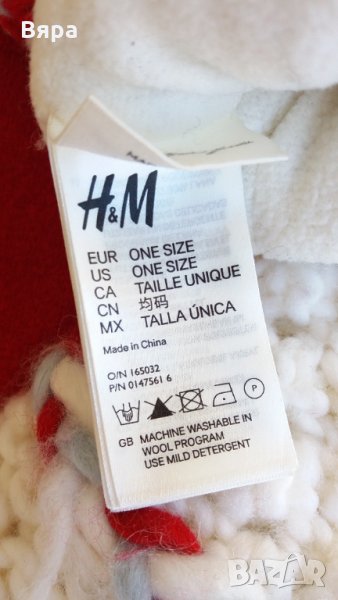 Вяра
H&M
EUR ONE SIZE
US ONE SIZE
CA TAILLE UNIQUE
CN 均码
MX TALLA ÚNICA
Made in China
O/N 165032
P/N 0147561 6
P
GB MACHINE WASHABLE IN
WOOL PROGRAM
USE MILD DETERGENT
BAZAR